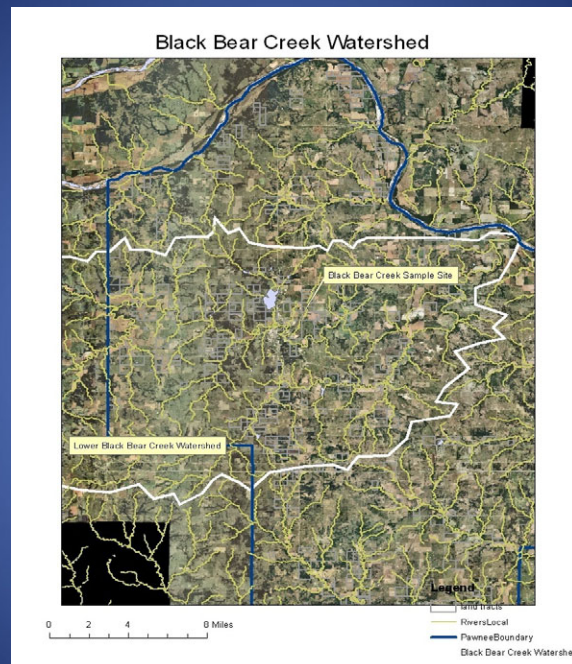 Black Bear Creek Watershed
Black Bear Creek Sample Site
Lower Black Bear Creek Watershed
Legend
land tracts
RiversLocal
PawneeBoundary
Black Bear Creek Watershe
0 2 4 8 Miles